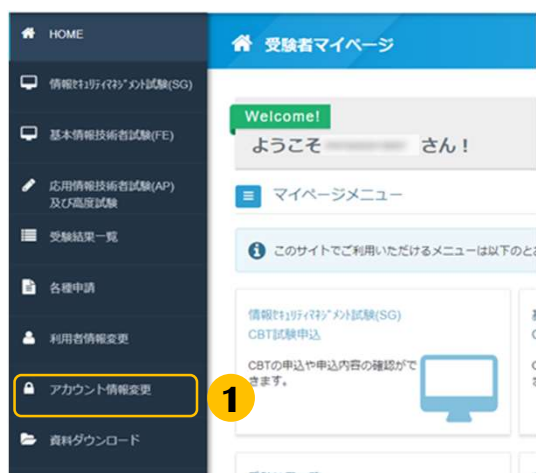 HOME
情報ｾｷｭﾘﾃｨﾏﾈｼﾞﾒﾝﾄ試験(SG)
基本情報技術者試験(FE)
応用情報技術者試験(AP)
及び高度試験
受験結果一覧
各種申請
利用者情報変更
アカウント情報変更
1
資料ダウンロード
受験者マイページ
Welcome!
ようこそ さん！
マイページメニュー
このサイトでご利用いただけるメニューは以下のとお
情報ｾｷｭﾘﾃｨﾏﾈｼﾞﾒﾝﾄ試験(SG)
CBT試験申込
CBTの申込や申込内容の確認がで
きます。